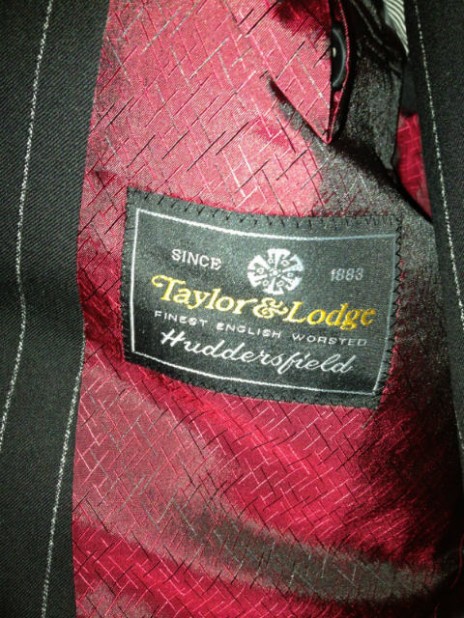 SINCE 1883
Taylor & Lodge
FINEST ENGLISH WORSTED
Huddersfield